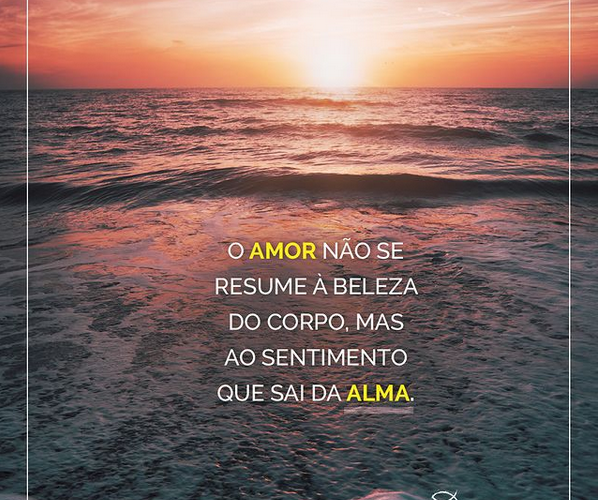 O AMOR NÃO SE
RESUME À BELEZA
DO CORPO, MAS
AO SENTIMENTO
QUE SAI DA ALMA.